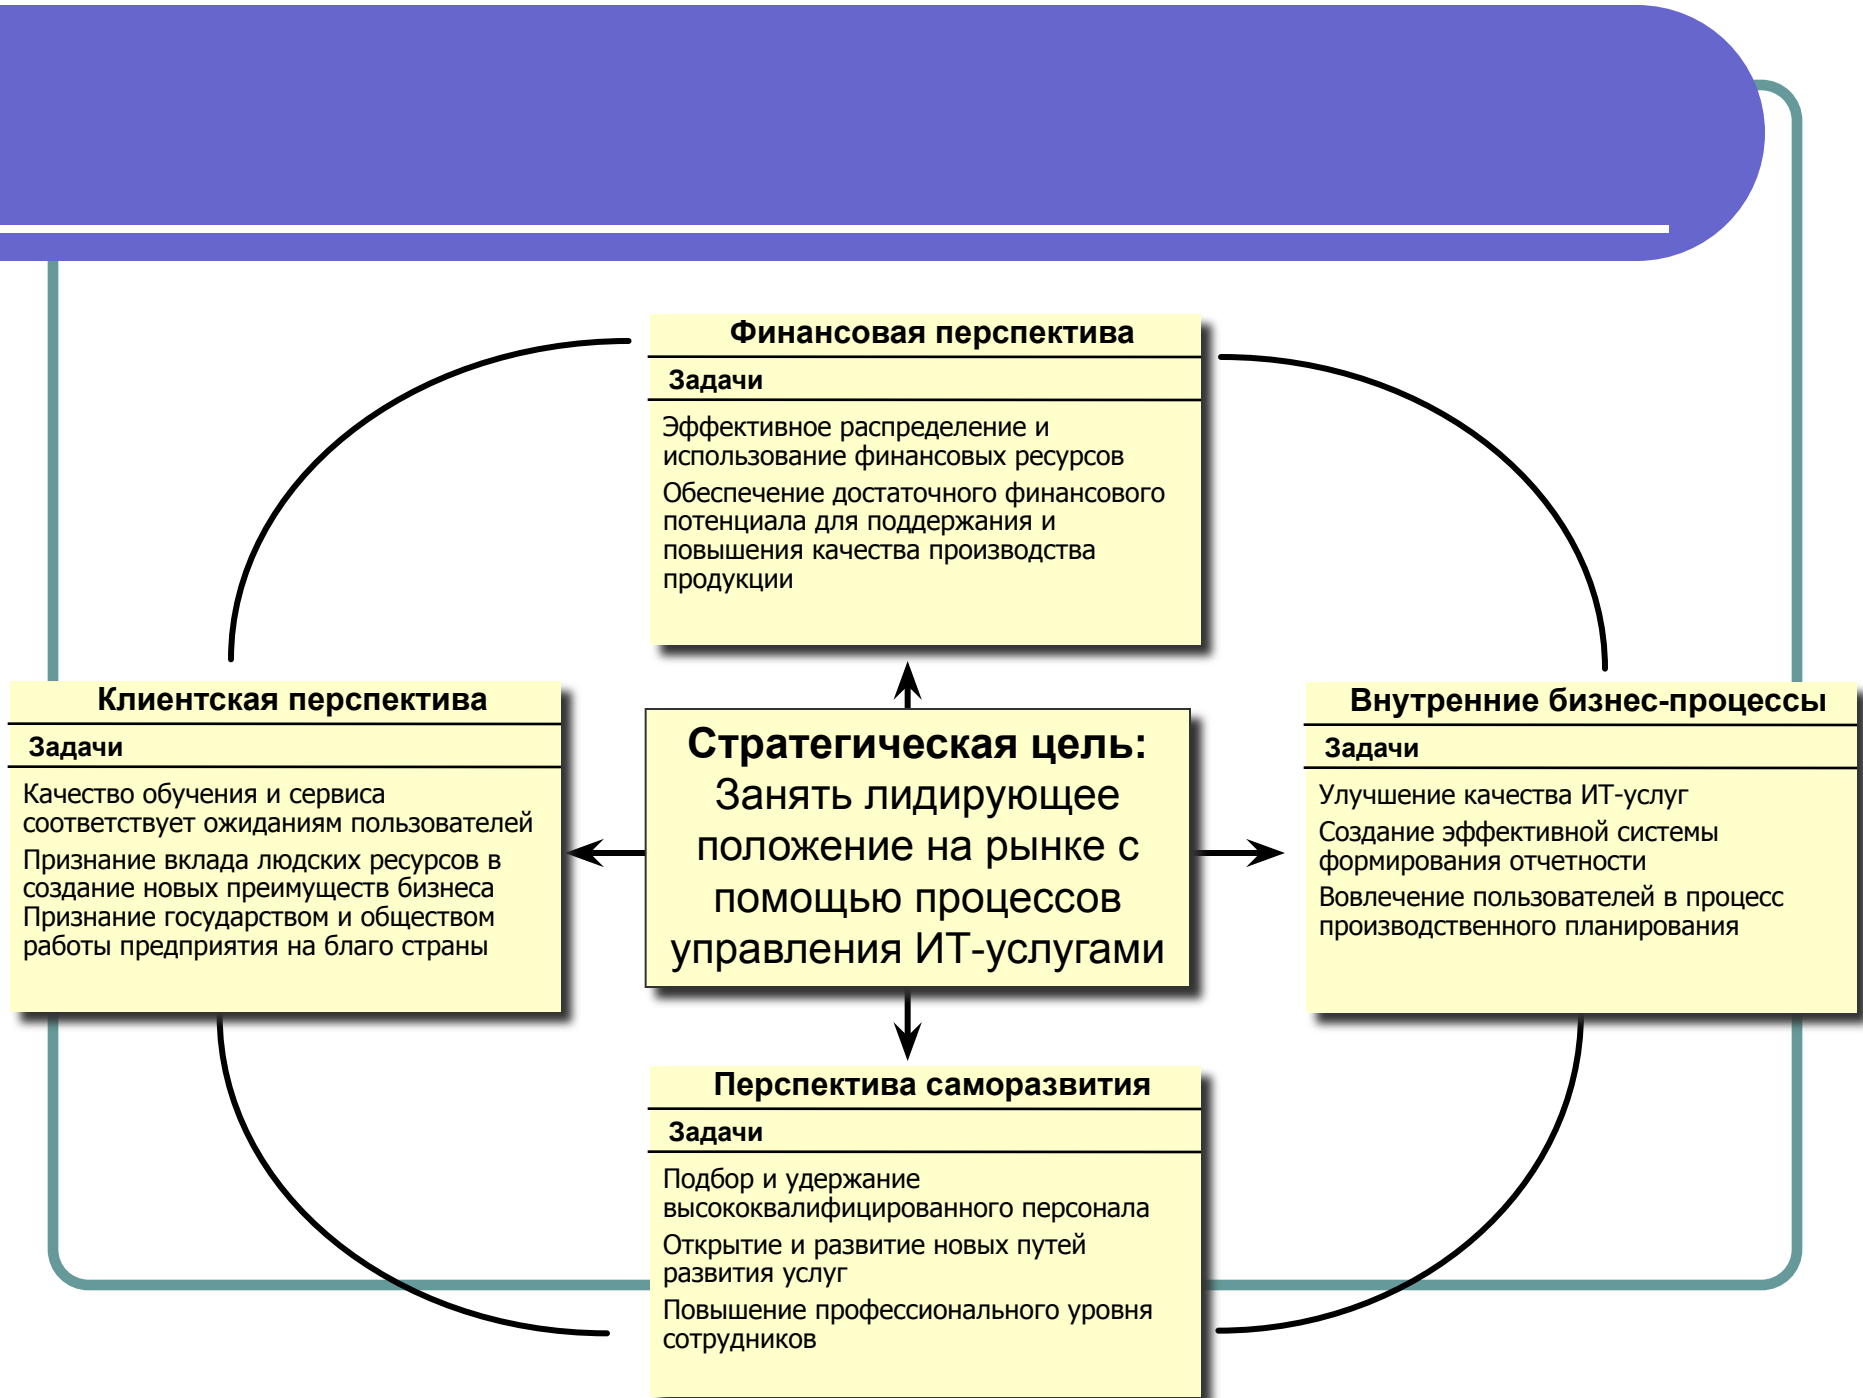 Финансовая перспектива
Задачи
Эффективное распределение и
использование финансовых ресурсов
Обеспечение достаточного финансового
потенциала для поддержания и
повышения качества производства
продукции
Клиентская перспектива
Задачи
Качество обучения и сервиса
соответствует ожиданиям пользователей
Признание вклада людских ресурсов в
создание новых преимуществ бизнеса
Признание государством и обществом
работы предприятия на благо страны
Стратегическая цель:
Занять лидирующее
положение на рынке с
помощью процессов
управления ИТ-услугами
Внутренние бизнес-процессы
Задачи
Улучшение качества ИТ-услуг
Создание эффективной системы
формирования отчетности
Вовлечение пользователей в процесс
производственного планирования
Перспектива саморазвития
Задачи
Подбор и удержание
высококвалифицированного персонала
Открытие и развитие новых путей
развития услуг
Повышение профессионального уровня
сотрудников